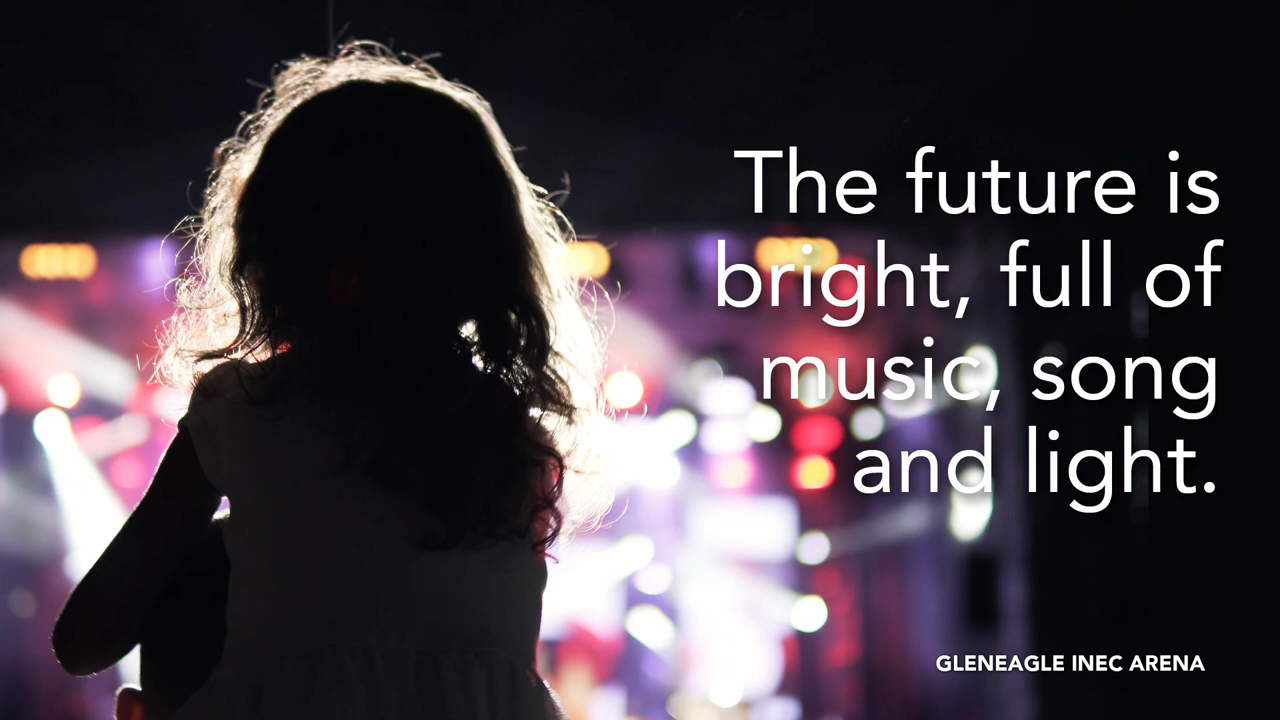 The future is
bright, full of
music, song
and light.
GLENEAGLE INEC ARENA